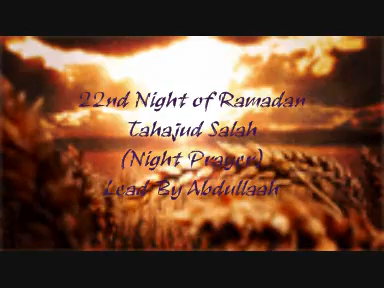 22nd Night of Ramadan
Tahajud Salah
(Night Prayer)
Lead By Abdullaah